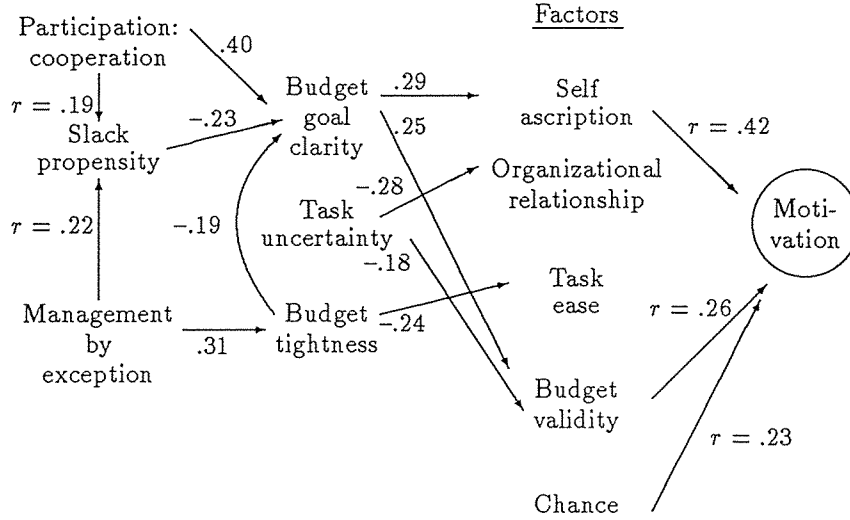 Factors
Participation:
cooperation
.40
r = .19
Slack
propensity
−.23
r = .22
Management
by
exception
.31
Budget
goal
clarity
.29
.25
−.19
Task
uncertainty
−.28
−.18
Budget
tightness
−.24
Self
ascription
Organizational
relationship
Task
ease
Budget
validity
Chance
r = .42
r = .26
r = .23
Moti-
vation